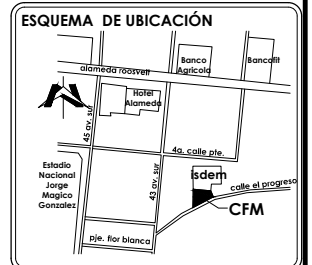 ESQUEMA DE UBICACIÓN
Banco
Agricola
Bancofit
alameda roosvelt
Hotel
Alameda
45 av. sur
4a. calle pte.
Estadio
Nacional
Jorge
Magico
Gonzalez
43 av. sur
isdem
calle el progreso
CFM
pje. flor blanca